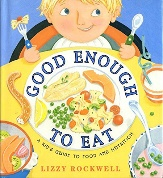 GOOD ENOUGH
TO EAT
A KID'S GUIDE TO FOOD AND NUTRITION
LIZZY ROCKWELL